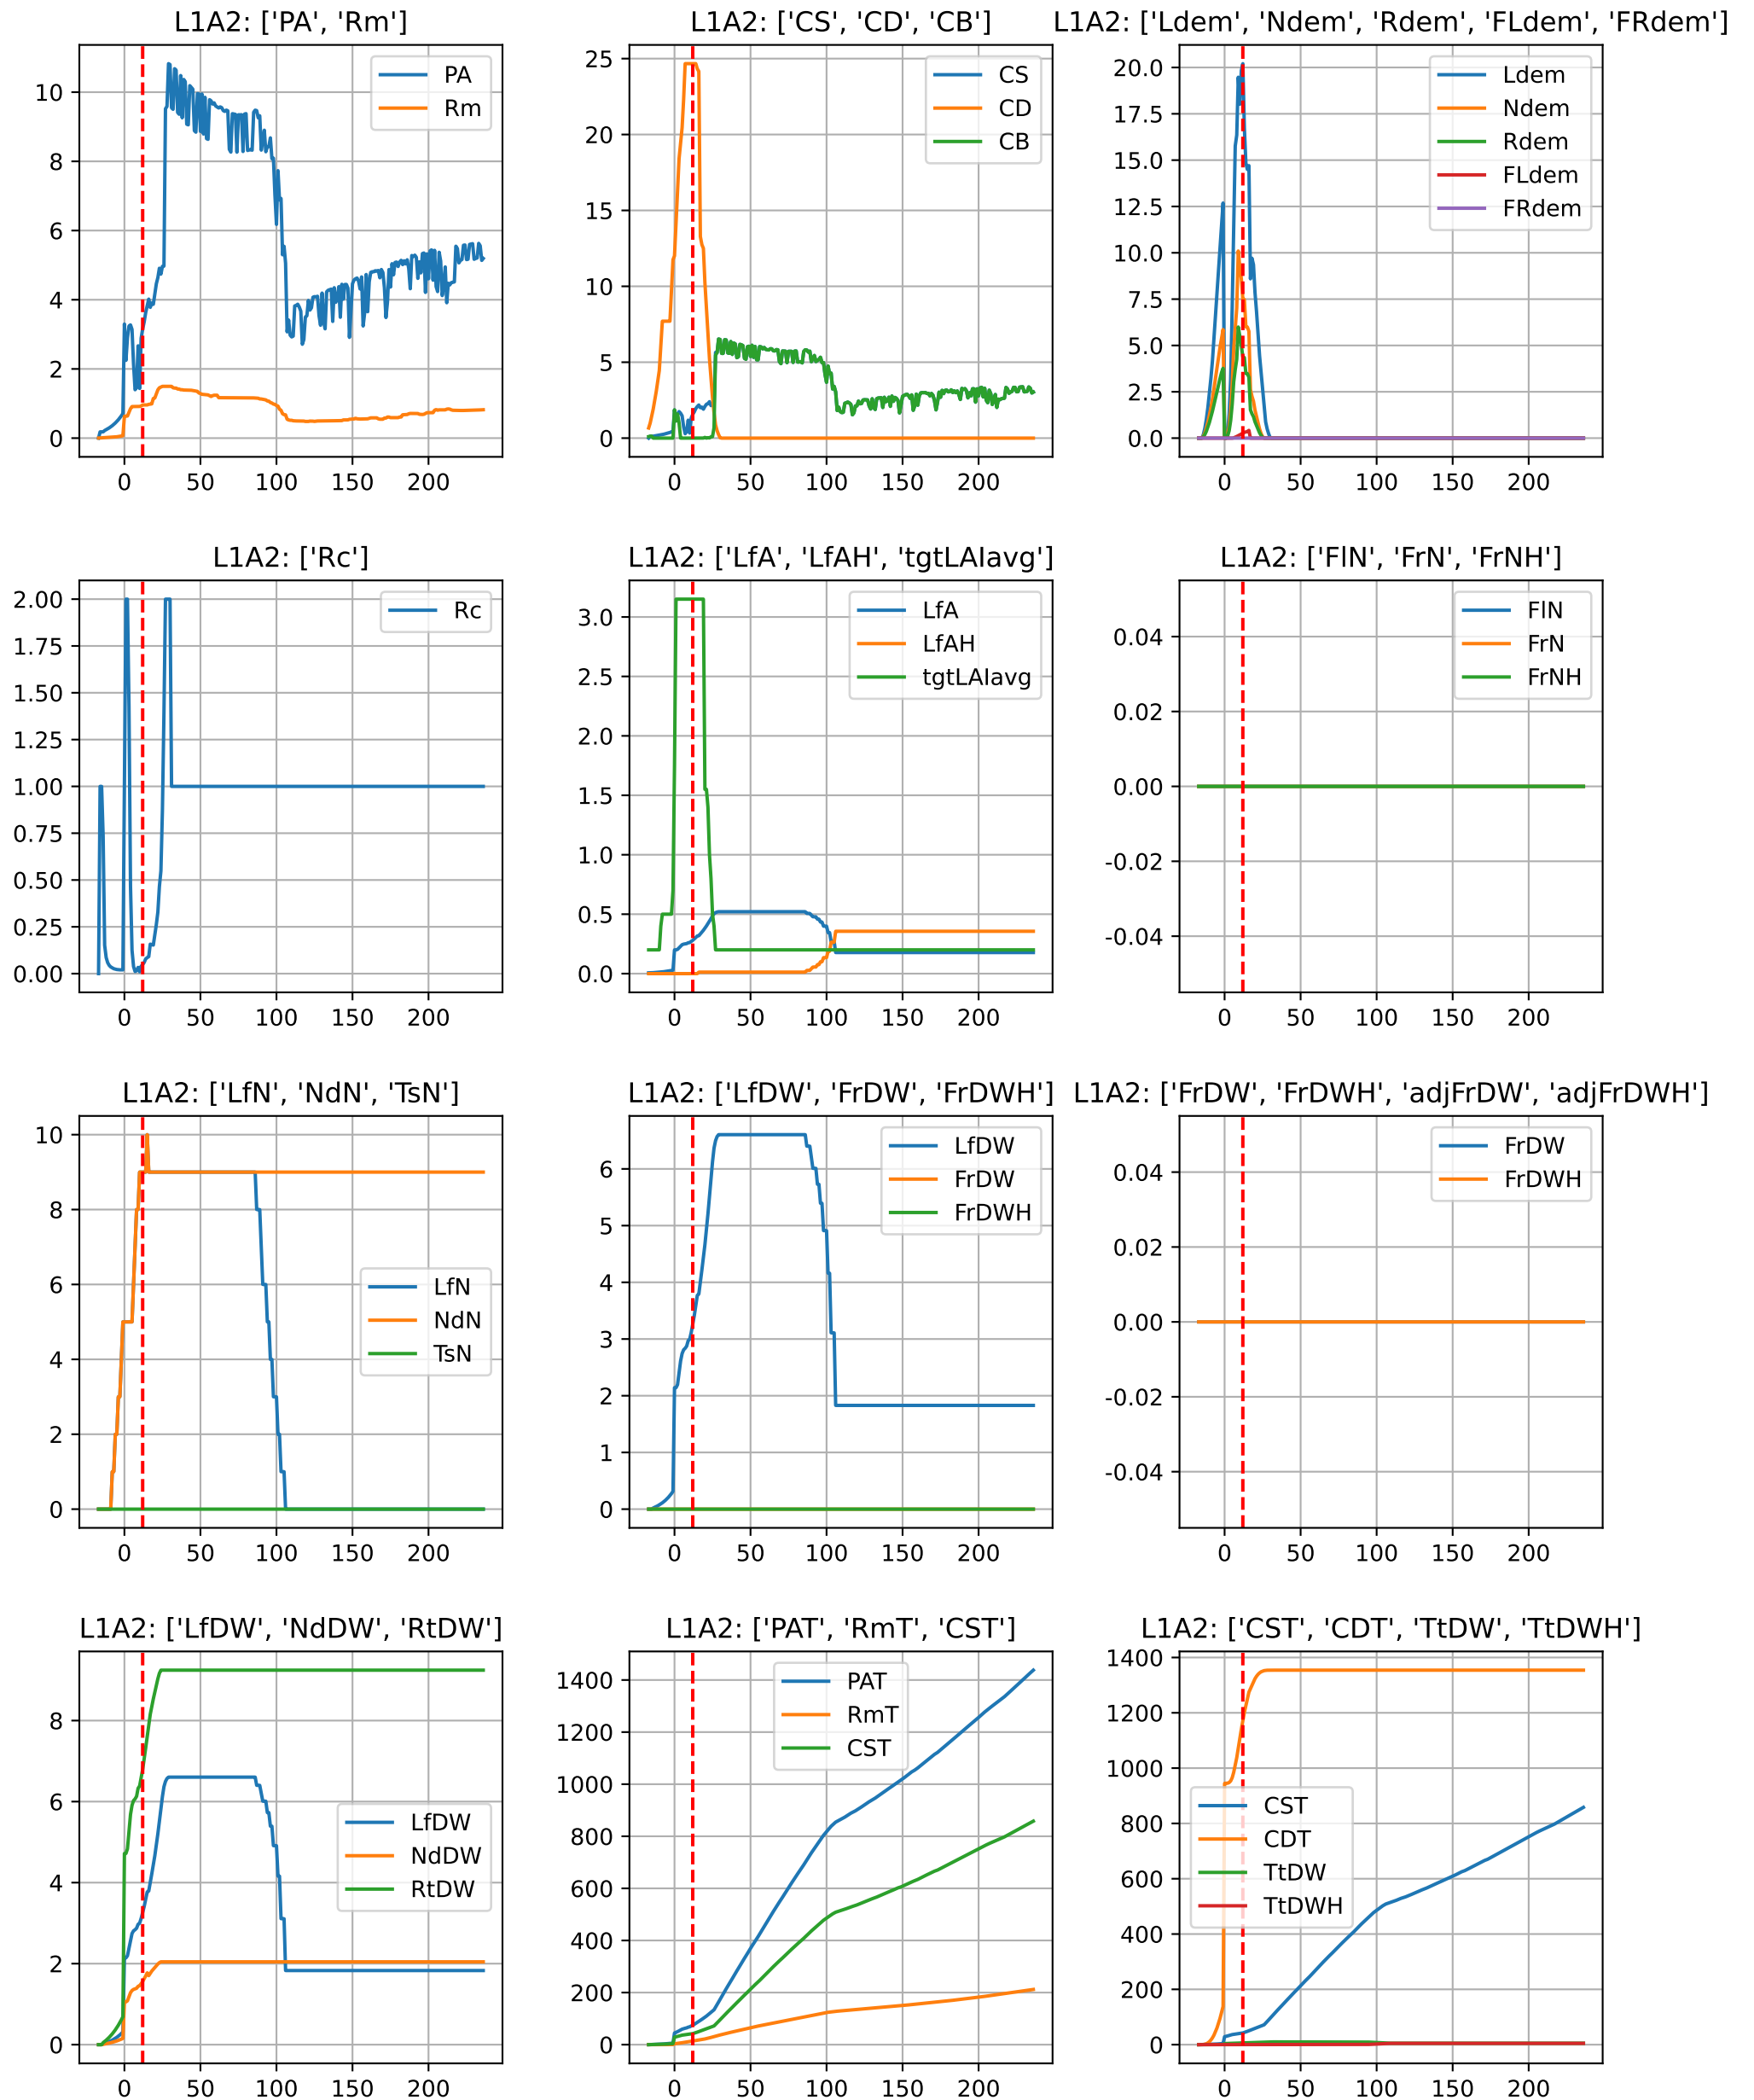 L1A2: ['PA', 'Rm']
10
8
6
4
2
0
0 50 100 150 200
PA
Rm
L1A2: ['CS', 'CD', 'CB']
25
20
15
10
5
0
0 50 100 150 200
CS
CD
CB
L1A2: ['Ldem', 'Ndem', 'Rdem', 'FLdem', 'FRdem']
20.0
17.5
15.0
12.5
10.0
7.5
5.0
2.5
0.0
0 50 100 150 200
Ldem
Ndem
Rdem
FLdem
FRdem
L1A2: ['Rc']
2.00
1.75
1.50
1.25
1.00
0.75
0.50
0.25
0.00
0 50 100 150 200
Rc
L1A2: ['LfA', 'LfAH', 'tgtLAIavg']
3.0
2.5
2.0
1.5
1.0
0.5
0.0
0 50 100 150 200
LfA
LfAH
tgtLAIavg
L1A2: ['FlN', 'FrN', 'FrNH']
0.04
0.02
0.00
-0.02
-0.04
0 50 100 150 200
FlN
FrN
FrNH
L1A2: ['LfN', 'NdN', 'TsN']
10
8
6
4
2
0
0 50 100 150 200
LfN
NdN
TsN
L1A2: ['LfDW', 'FrDW', 'FrDWH']
6
5
4
3
2
1
0
0 50 100 150 200
LfDW
FrDW
FrDWH
L1A2: ['FrDW', 'FrDWH', 'adjFrDW', 'adjFrDWH']
0.04
0.02
0.00
-0.02
-0.04
0 50 100 150 200
FrDW
FrDWH
L1A2: ['LfDW', 'NdDW', 'RtDW']
8
6
4
2
0
0 50 100 150 200
LfDW
NdDW
RtDW
L1A2: ['PAT', 'RmT', 'CST']
1400
1200
1000
800
600
400
200
0
0 50 100 150 200
PAT
RmT
CST
L1A2: ['CST', 'CDT', 'TtDW', 'TtDWH']
1400
1200
1000
800
600
400
200
0
0 50 100 150 200
CST
CDT
TtDW
TtDWH